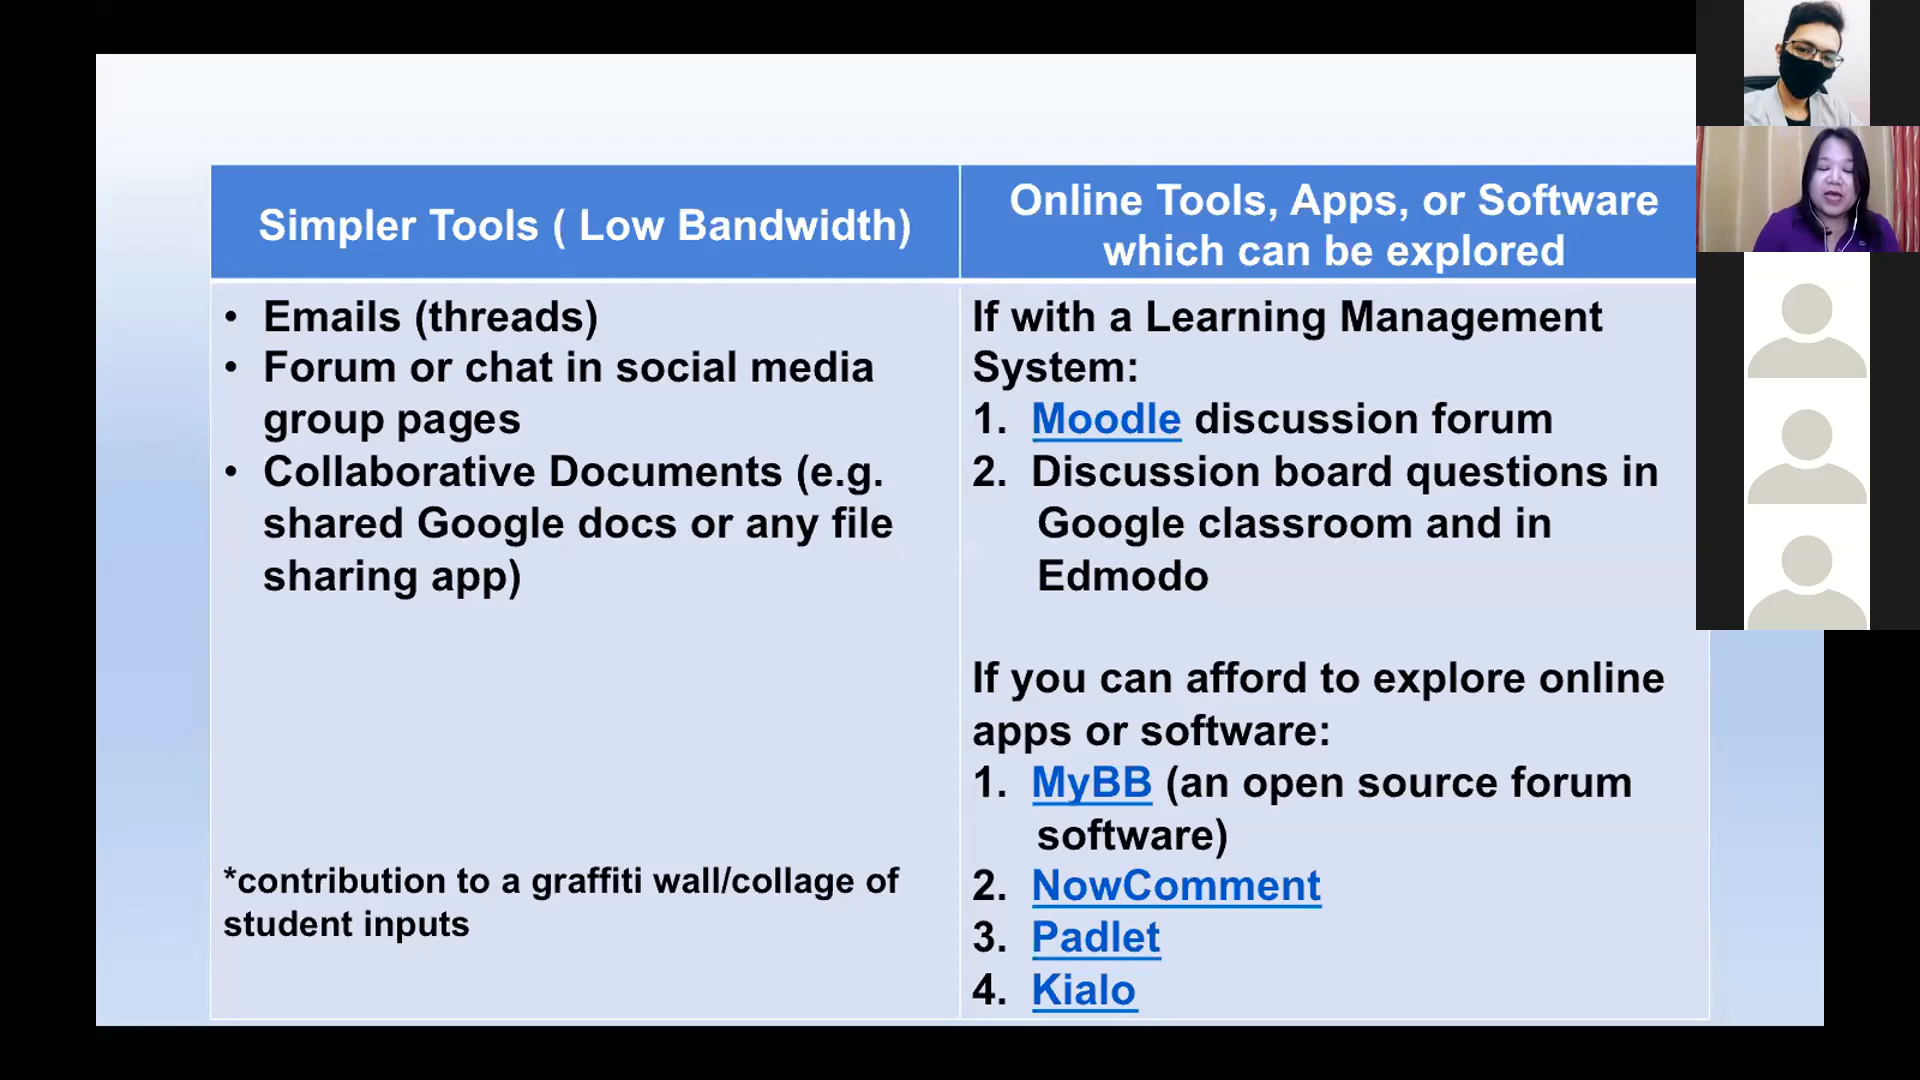 Simpler Tools ( Low Bandwidth)
Online Tools, Apps, or Software
which can be explored
• Emails (threads)
• Forum or chat in social media
group pages
• Collaborative Documents (e.g.
shared Google docs or any file
sharing app)
*contribution to a graffiti wall/collage of
student inputs
If with a Learning Management
System:
1. Moodle discussion forum
2. Discussion board questions in
Google classroom and in
Edmodo
If you can afford to explore online
apps or software:
1. MyBB (an open source forum
software)
2. NowComment
3. Padlet
4. Kialo